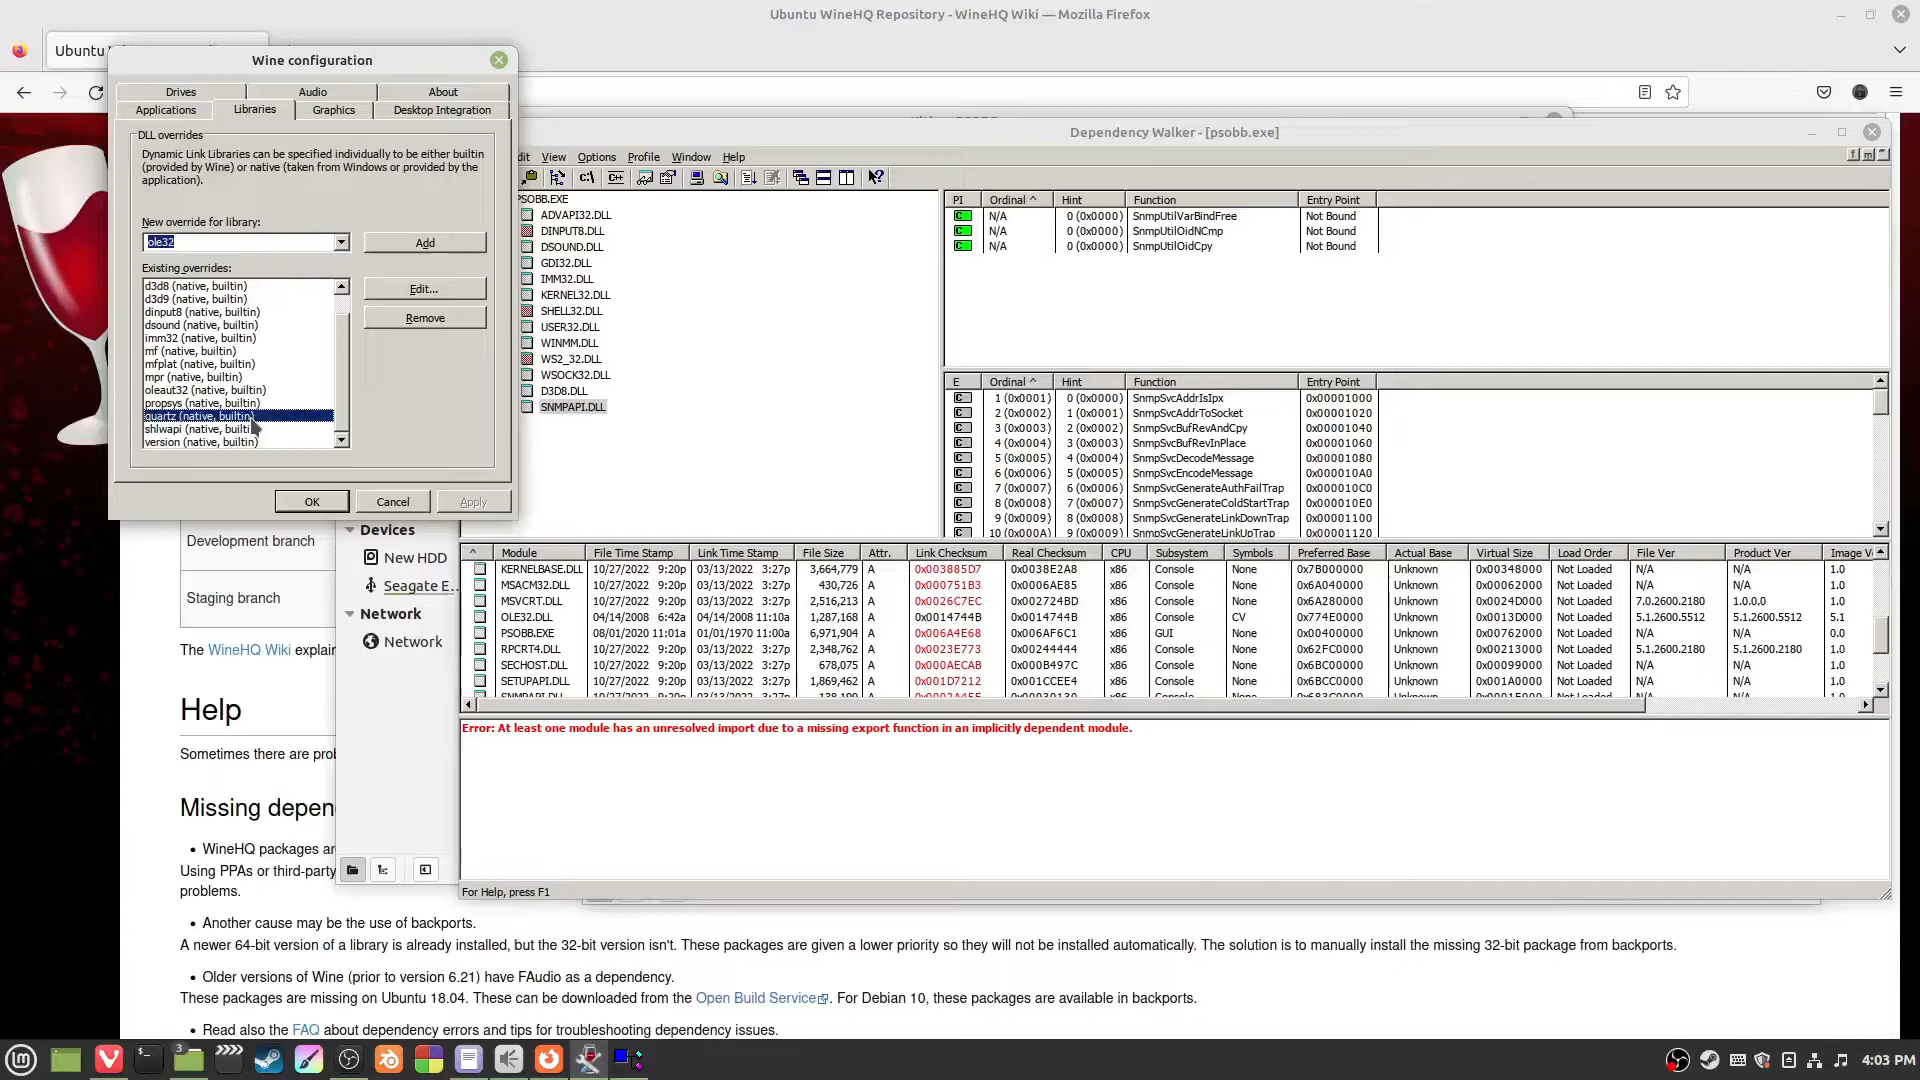 Ubuntu WineHQ Repository - WineHQ Wiki — Mozilla Firefox
Ubuntu
Wine configuration
Drives
Audio
About
Applications
Libraries
Graphics
Desktop Integration
DLL overrides
Dynamic Link Libraries can be specified individually to be either builtin
(provided by Wine) or native (taken from Windows or provided by the
application).
New override for library:
ole32
Add
Existing overrides:
d3d8 (native, builtin)
d3d9 (native, builtin)
dinput8 (native, builtin)
dsound (native, builtin)
imm32 (native, builtin)
mf (native, builtin)
mfplat (native, builtin)
mpr (native, builtin)
oleaut32 (native, builtin)
propsys (native, builtin)
quartz (native, builtin)
shlwapi (native, builtin)
version (native, builtin)
Edit...
Remove
OK
Cancel
Apply
Dependency Walker - [psobb.exe]
dit View Options Profile Window Help
PSOBB.EXE
ADVAPI32.DLL
DINPUT8.DLL
DSOUND.DLL
GDI32.DLL
IMM32.DLL
KERNEL32.DLL
SHELL32.DLL
USER32.DLL
WINMM.DLL
WS2_32.DLL
WSOCK32.DLL
D3D8.DLL
SNMPAPI.DLL
PI Ordinal ^ Hint Function Entry Point
C N/A 0 (0x0000) SnmpUtilVarBindFree Not Bound
C N/A 0 (0x0000) SnmpUtilOidNCmp Not Bound
C N/A 0 (0x0000) SnmpUtilOidCpy Not Bound
E Ordinal ^ Hint Function Entry Point
C 1 (0x0001) 0 (0x0000) SnmpSvcAddrIsIpx 0x00001000
C 2 (0x0002) 1 (0x0001) SnmpSvcAddrToSocket 0x00001020
C 3 (0x0003) 2 (0x0002) SnmpSvcBufRevAndCpy 0x00001040
C 4 (0x0004) 3 (0x0003) SnmpSvcBufRevInPlace 0x00001060
C 5 (0x0005) 4 (0x0004) SnmpSvcDecodeMessage 0x00001080
C 6 (0x0006) 5 (0x0005) SnmpSvcEncodeMessage 0x000010A0
C 7 (0x0007) 6 (0x0006) SnmpSvcGenerateAuthFailTrap 0x000010C0
C 8 (0x0008) 7 (0x0007) SnmpSvcGenerateColdStartTrap 0x000010E0
C 9 (0x0009) 8 (0x0008) SnmpSvcGenerateLinkDownTrap 0x00001100
C 10 (0x000A) 9 (0x0009) SnmpSvcGenerateLinkUpTrap 0x00001120
^ Module File Time Stamp Link Time Stamp File Size Attr. Link Checksum Real Checksum CPU Subsystem Symbols Preferred Base Actual Base Virtual Size Load Order File Ver Product Ver Image V
KERNELBASE.DLL 10/27/2022 9:20p 03/13/2022 3:27p 3,664,779 A 0x003885D7 0x0038E2A8 x86 Console None 0x7B000000 Unknown 0x00348000 Not Loaded N/A N/A 1.0
MSACM32.DLL 10/27/2022 9:20p 03/13/2022 3:27p 430,726 A 0x000751B3 0x0006AE85 x86 Console None 0x6A040000 Unknown 0x00062000 Not Loaded N/A N/A 1.0
MSVCRT.DLL 10/27/2022 9:20p 03/13/2022 3:27p 2,516,213 A 0x0026C7EC 0x002724BD x86 Console None 0x6A280000 Unknown 0x0024D000 Not Loaded 7.0.2600.2180 1.0.0.0 1.0
OLE32.DLL 04/14/2008 6:42a 04/14/2008 11:10a 1,287,168 A 0x0014744B 0x0014744B x86 Console CV 0x774E0000 Unknown 0x0013D000 Not Loaded 5.1.2600.5512 5.1.2600.5512 5.1
PSOBB.EXE 08/01/2020 11:01a 01/01/1970 11:00a 6,971,904 A 0x006A4E68 0x006AF6C1 x86 GUI None 0x00400000 Unknown 0x00762000 Not Loaded N/A N/A 0.0
RPCRT4.DLL 10/27/2022 9:20p 03/13/2022 3:27p 2,348,762 A 0x0023E773 0x00244444 x86 Console None 0x62FC0000 Unknown 0x00213000 Not Loaded 5.1.2600.2180 5.1.2600.2180 1.0
SECHOST.DLL 10/27/2022 9:20p 03/13/2022 3:27p 678,075 A 0x000AECAB 0x000B497C x86 Console None 0x6BC00000 Unknown 0x00099000 Not Loaded N/A N/A 1.0
SETUPAPI.DLL 10/27/2022 9:20p 03/13/2022 3:27p 1,869,462 A 0x001D7212 0x001CCEE4 x86 Console None 0x6BCC0000 Unknown 0x001A0000 Not Loaded N/A N/A 1.0
Error: At least one module has an unresolved import due to a missing export function in an implicitly dependent module.
For Help, press F1
Devices
New HDD
Seagate E…
Network
Network
Development branch
Staging branch
The WineHQ Wiki explain
Help
Sometimes there are prob
Missing depen
• WineHQ packages ar
Using PPAs or third-party
problems.
• Another cause may be the use of backports.
A newer 64-bit version of a library is already installed, but the 32-bit version isn't. These packages are given a lower priority so they will not be installed automatically. The solution is to manually install the missing 32-bit package from backports.
• Older versions of Wine (prior to version 6.21) have FAudio as a dependency.
These packages are missing on Ubuntu 18.04. These can be downloaded from the Open Build Service. For Debian 10, these packages are available in backports.
• Read also the FAQ about dependency errors and tips for troubleshooting dependency issues.
3
4:03 PM